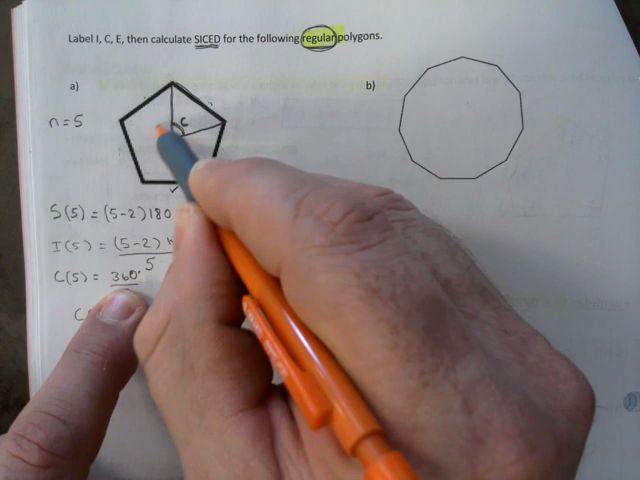 Label I, C, E, then calculate SICED for the following regular polygons.
a)
b)
n=5
C
S(5) = (5-2)180
I(5) = (5-2)
5
C(5) = 360°